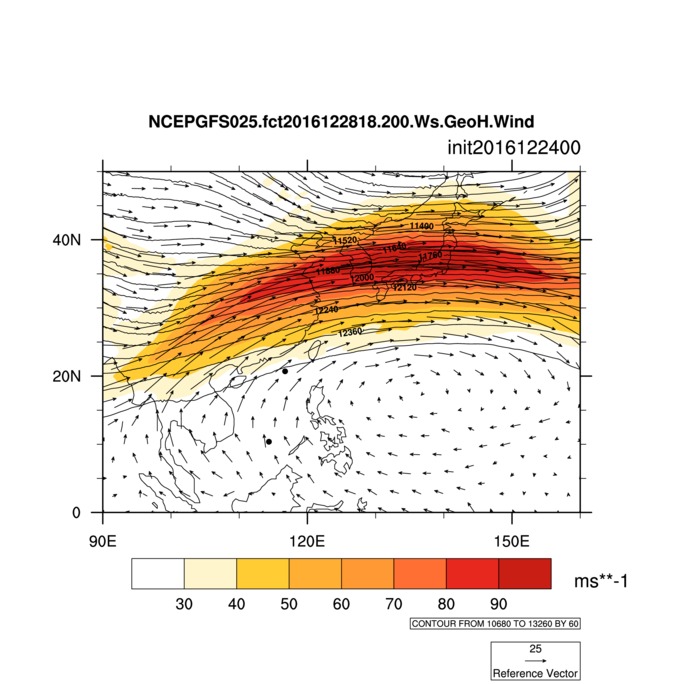 NCEPGFS025.fct2016122818.200.Ws.GeoH.Wind
init2016122400
11400
11520
11640
11760
11880
12000
12120
12240
12360
40N
20N
0
90E 120E 150E
30 40 50 60 70 80 90
ms**-1
CONTOUR FROM 10680 TO 13260 BY 60
25
Reference Vector